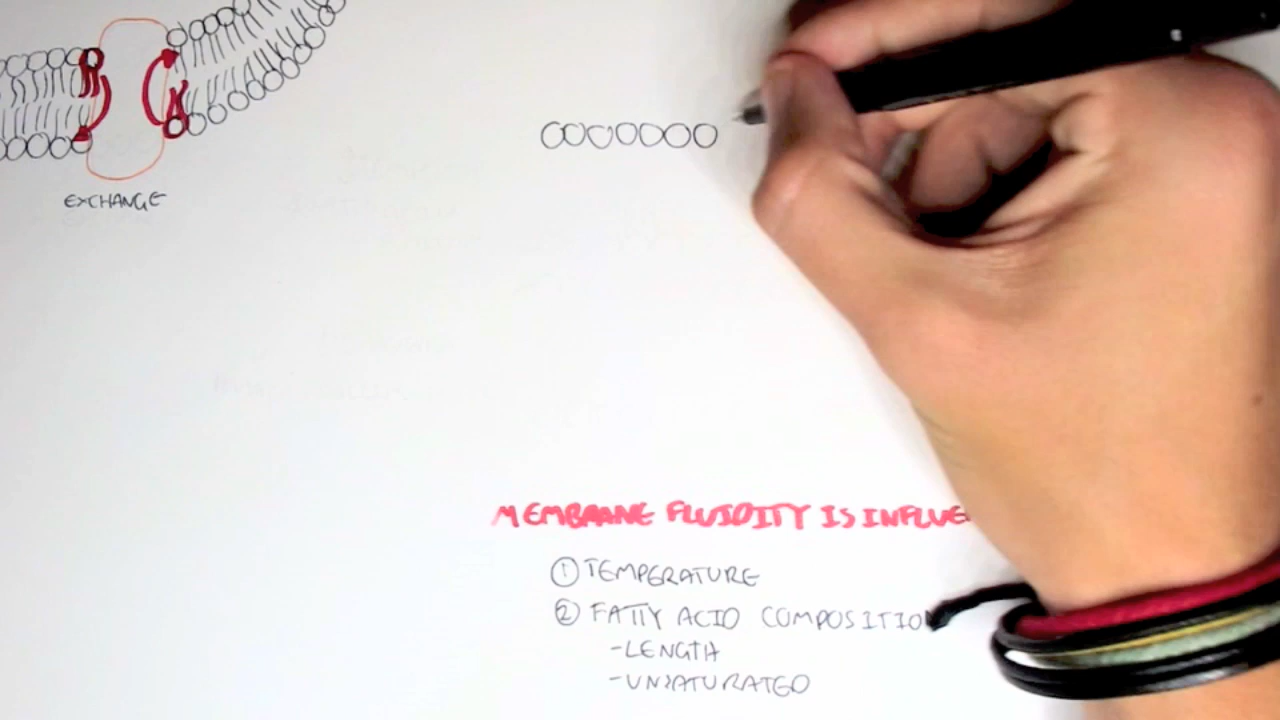 EXCHANGE
MEMBRANE FLUIDITY IS INFLUE
① TEMPERATURE
② FATTY ACID COMPOSITION
-LENGTH
-UNSATURATED